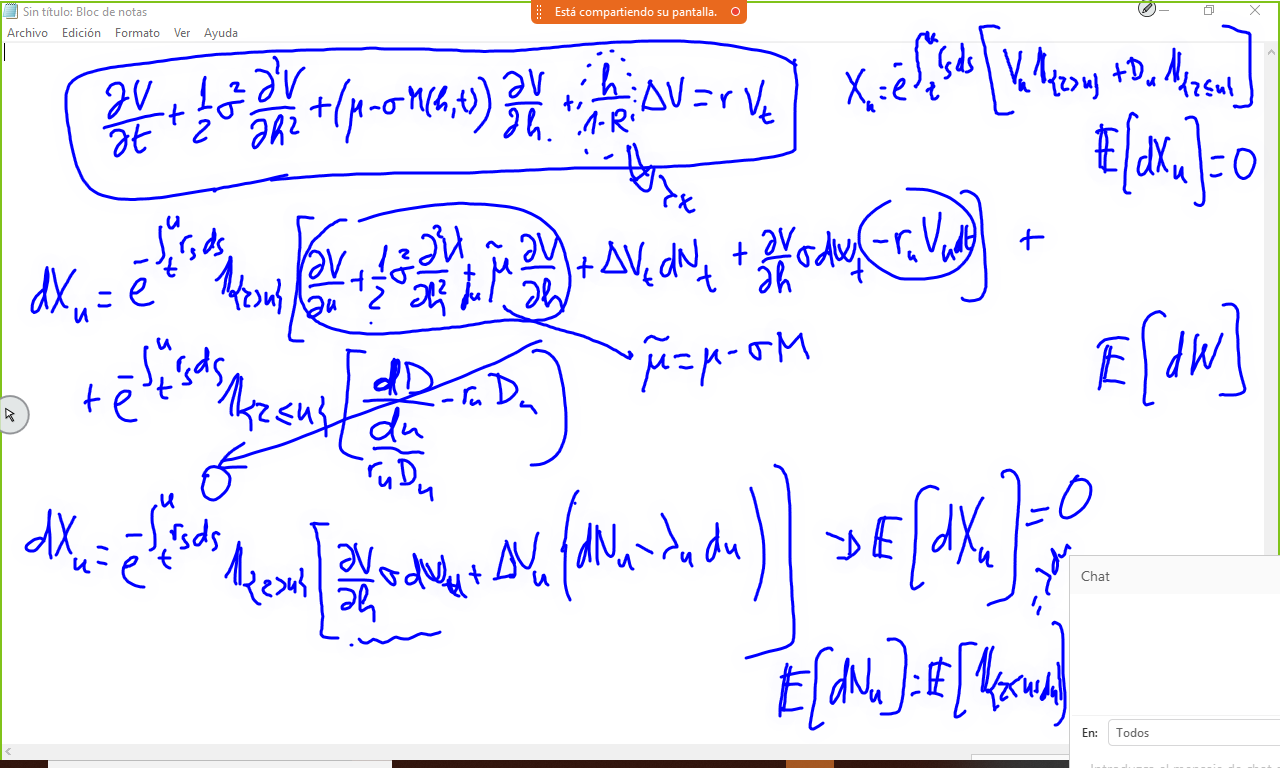 Sin título: Bloc de notas
Está compartiendo su pantalla.
Archivo Edición Formato Ver Ayuda
∂V/∂t + 1/2 σ² ∂²V/∂h² + (μ - σM(h,t)) ∂V/∂h + h/(1-R) ΔV = r V_t
λ_t
X_u = e^{-∫_t^u r_s ds} [V_u 𝟙_{τ>u} + D_u 𝟙_{τ≤u}]
𝔼[dX_u] = 0
dX_u = e^{-∫_t^u r_s ds} 𝟙_{τ>u} [∂V/∂u + 1/2 σ² ∂²V/∂h² du + μ̃ ∂V/∂h + ΔV_t dN_t + ∂V/∂h σ dW_t - r_u V_u dt] +
μ̃ = μ - σM
𝔼[dW]
+ e^{-∫_t^u r_s ds} 𝟙_{τ≤u} [dD/du - r_u D_u]
r_u D_u
0
dX_u = e^{-∫_t^u r_s ds} 𝟙_{τ>u} [∂V/∂h σ dW_u + ΔV_u (dN_u - λ_u du)] → 𝔼[dX_u] = 0
𝔼[dN_u] = 𝔼[𝟙_{τ<u+du}]
Chat
En: Todos